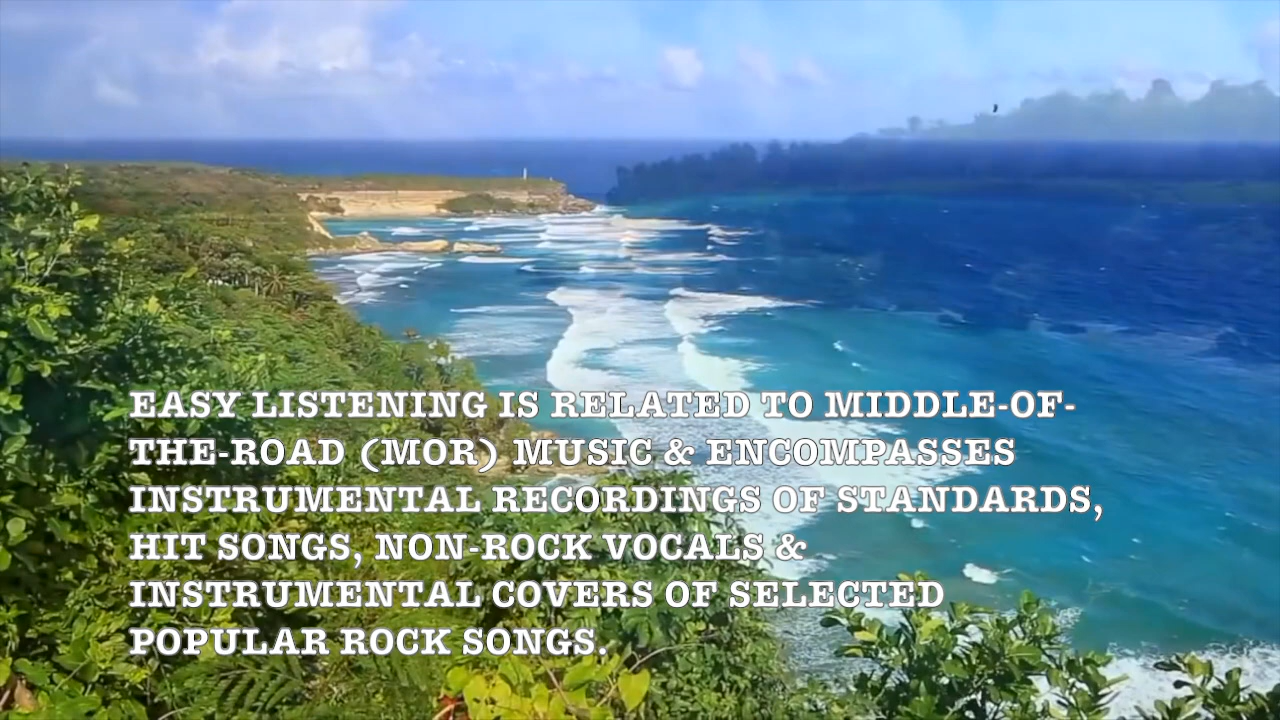 EASY LISTENING IS RELATED TO MIDDLE-OF-
THE-ROAD (MOR) MUSIC & ENCOMPASSES
INSTRUMENTAL RECORDINGS OF STANDARDS,
HIT SONGS, NON-ROCK VOCALS &
INSTRUMENTAL COVERS OF SELECTED
POPULAR ROCK SONGS.